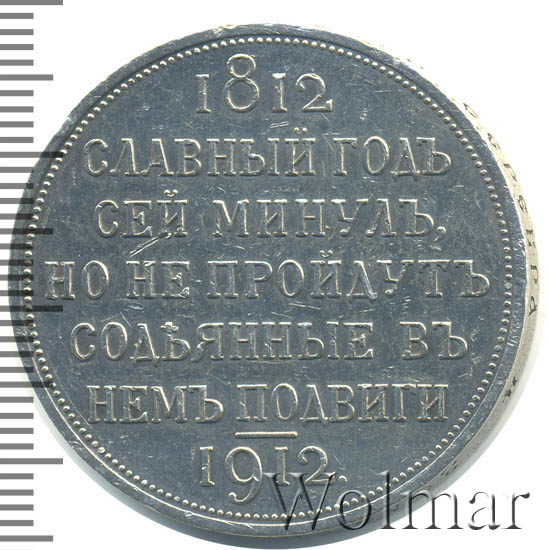 1812
СЛАВНЫЙ ГОДЪ
СЕЙ МИНУЛЪ,
НО НЕ ПРОЙДУТЪ
СОДѢЯННЫЕ ВЪ
НЕМЪ ПОДВИГИ
1912.
Wolmar